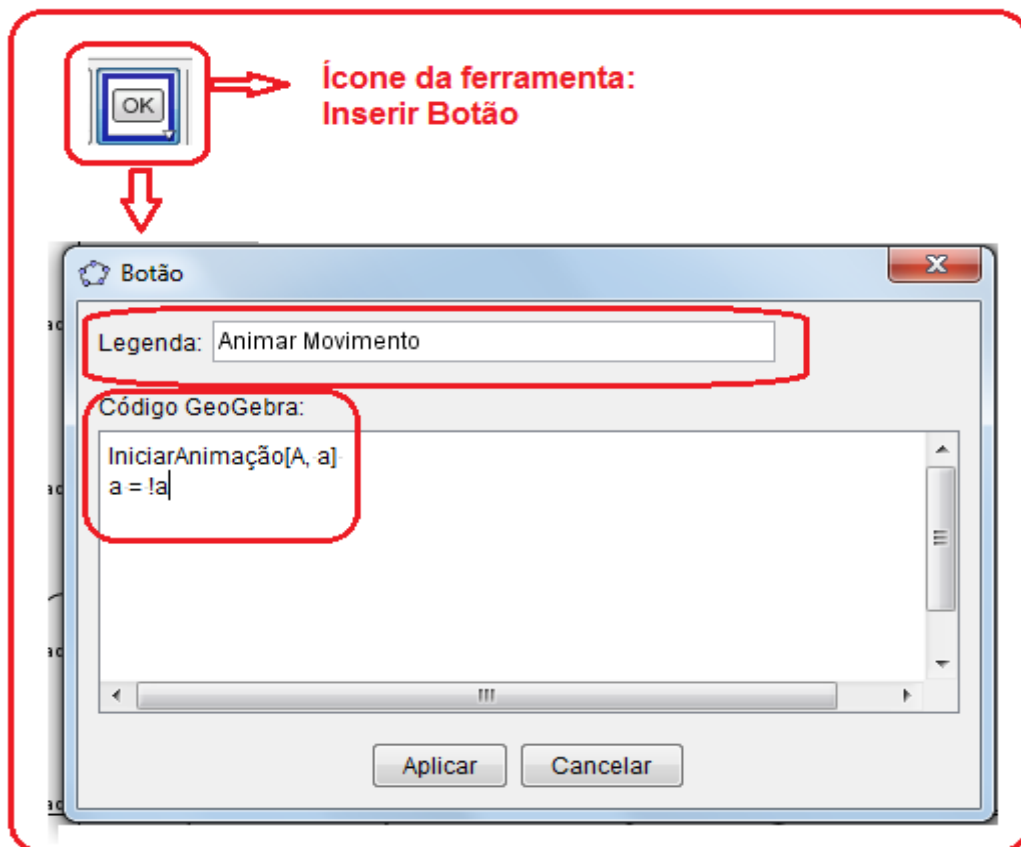 OK
Ícone da ferramenta:
Inserir Botão
Botão
Legenda: Animar Movimento
Código GeoGebra:
IniciarAnimação[A, a]
a = !a
Aplicar
Cancelar